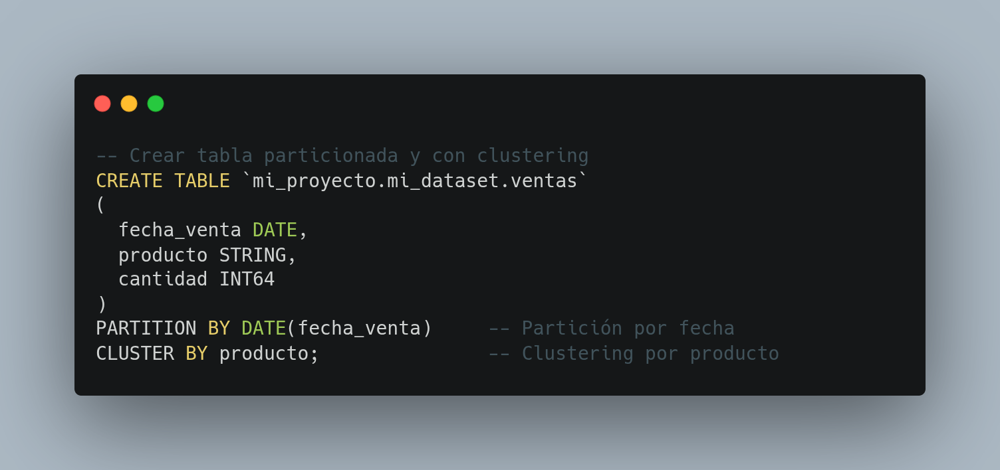 -- Crear tabla particionada y con clustering
CREATE TABLE `mi_proyecto.mi_dataset.ventas`
(
  fecha_venta DATE,
  producto STRING,
  cantidad INT64
)
PARTITION BY DATE(fecha_venta)     -- Partición por fecha
CLUSTER BY producto;               -- Clustering por producto